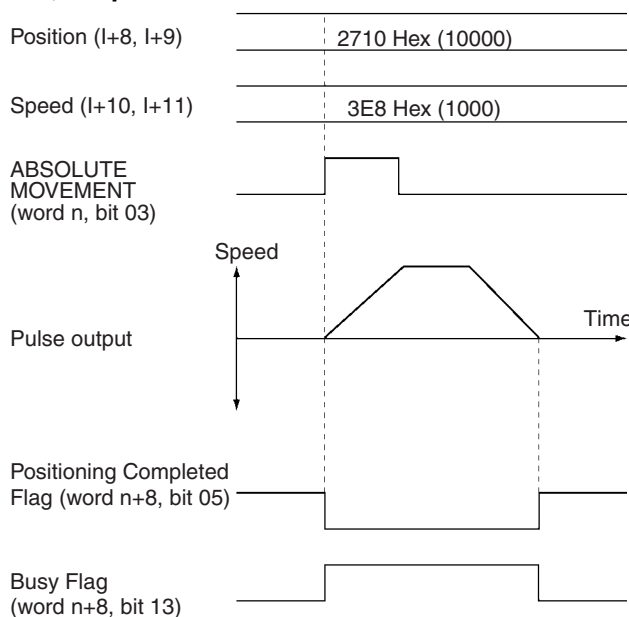 Position (I+8, I+9)
2710 Hex (10000)
Speed (I+10, I+11)
3E8 Hex (1000)
ABSOLUTE
MOVEMENT
(word n, bit 03)
Speed
Time
Pulse output
Positioning Completed
Flag (word n+8, bit 05)
Busy Flag
(word n+8, bit 13)